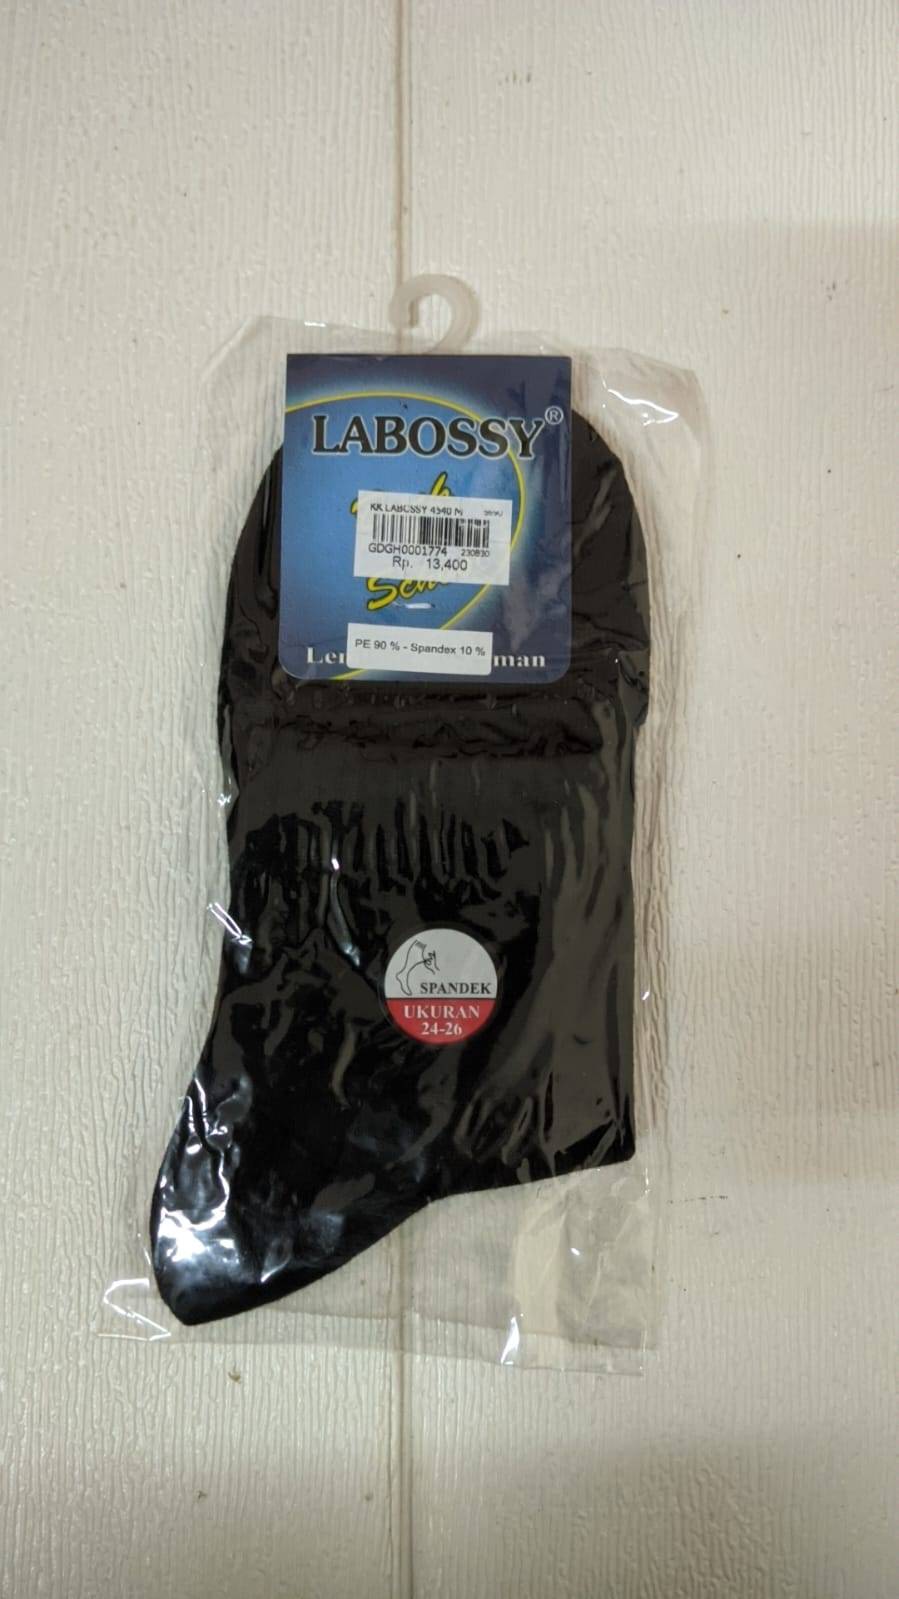 LABOSSY®
KK LABOSSY 4540 M
GDGH0001774 230830
Rp. 13,400
PE 90 % - Spandex 10 %
SPANDEK
UKURAN
24-26